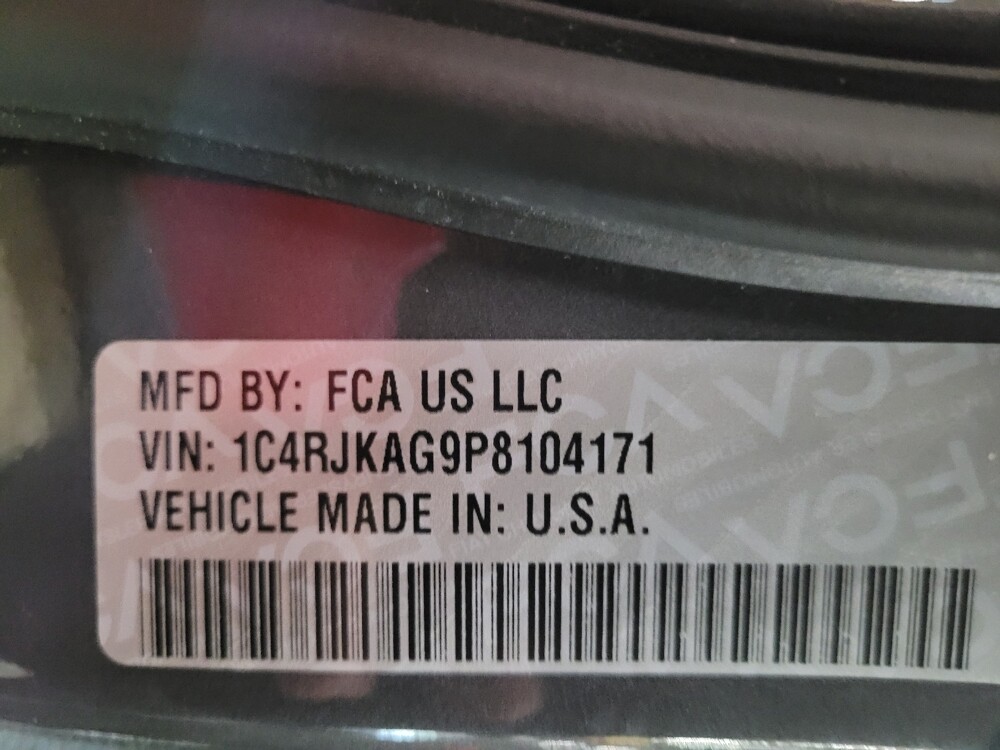 MFD BY: FCA US LLC
VIN: 1C4RJKAG9P8104171
VEHICLE MADE IN: U.S.A.